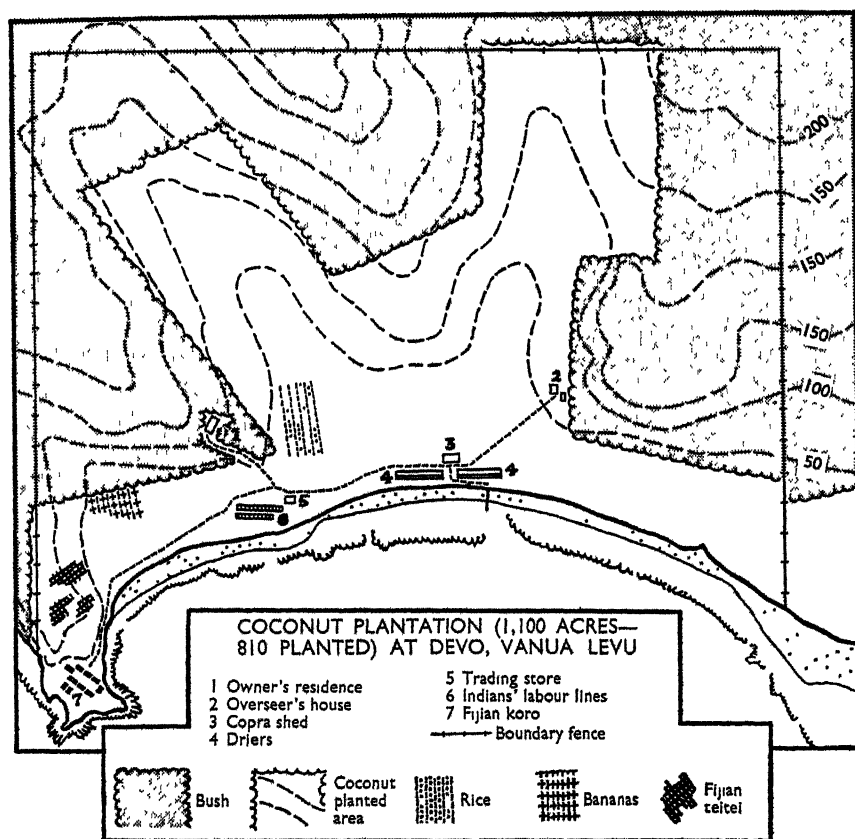 200
150
150
150
100
50
2
3
4
4
5
6
1
7
COCONUT PLANTATION (1,100 ACRES—
810 PLANTED) AT DEVO, VANUA LEVU
1 Owner's residence
2 Overseer's house
3 Copra shed
4 Driers
5 Trading store
6 Indians' labour lines
7 Fijian koro
Boundary fence
Bush
Coconut
planted
area
Rice
Bananas
Fijian
teitei